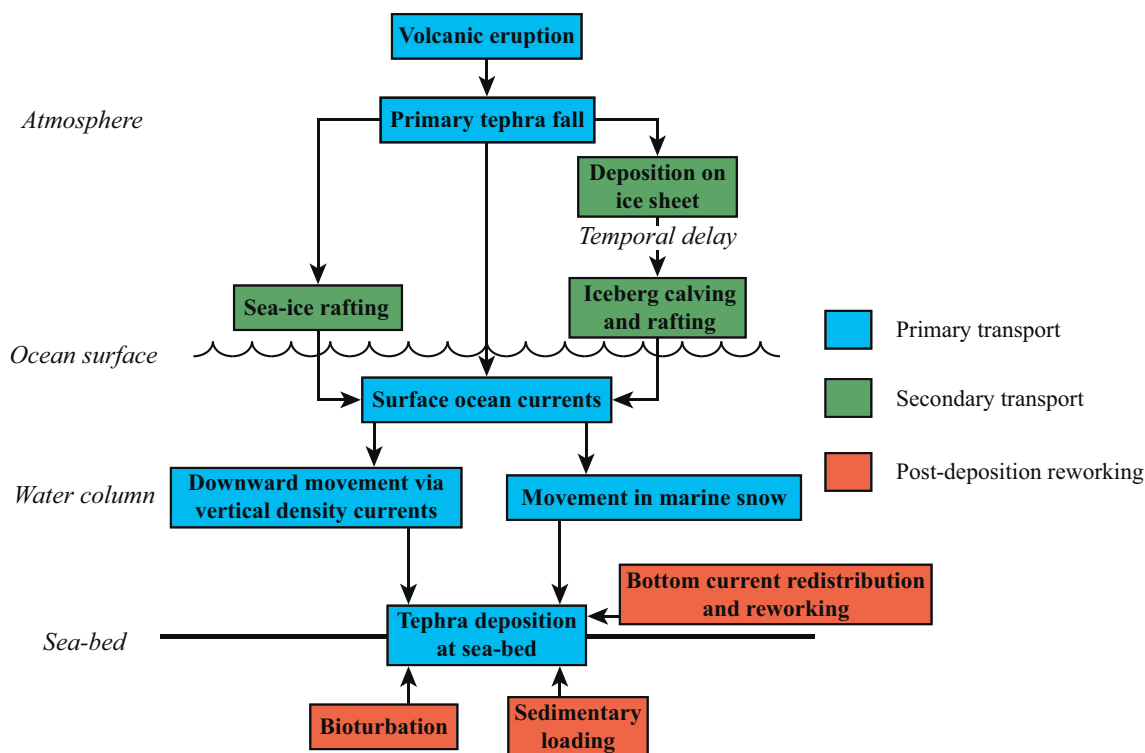 Volcanic eruption
Atmosphere
Primary tephra fall
Deposition on
ice sheet
Temporal delay
Sea-ice rafting
Iceberg calving
and rafting
Primary transport
Ocean surface
Secondary transport
Surface ocean currents
Post-deposition reworking
Water column
Downward movement via
vertical density currents
Movement in marine snow
Bottom current redistribution
and reworking
Sea-bed
Tephra deposition
at sea-bed
Bioturbation
Sedimentary
loading